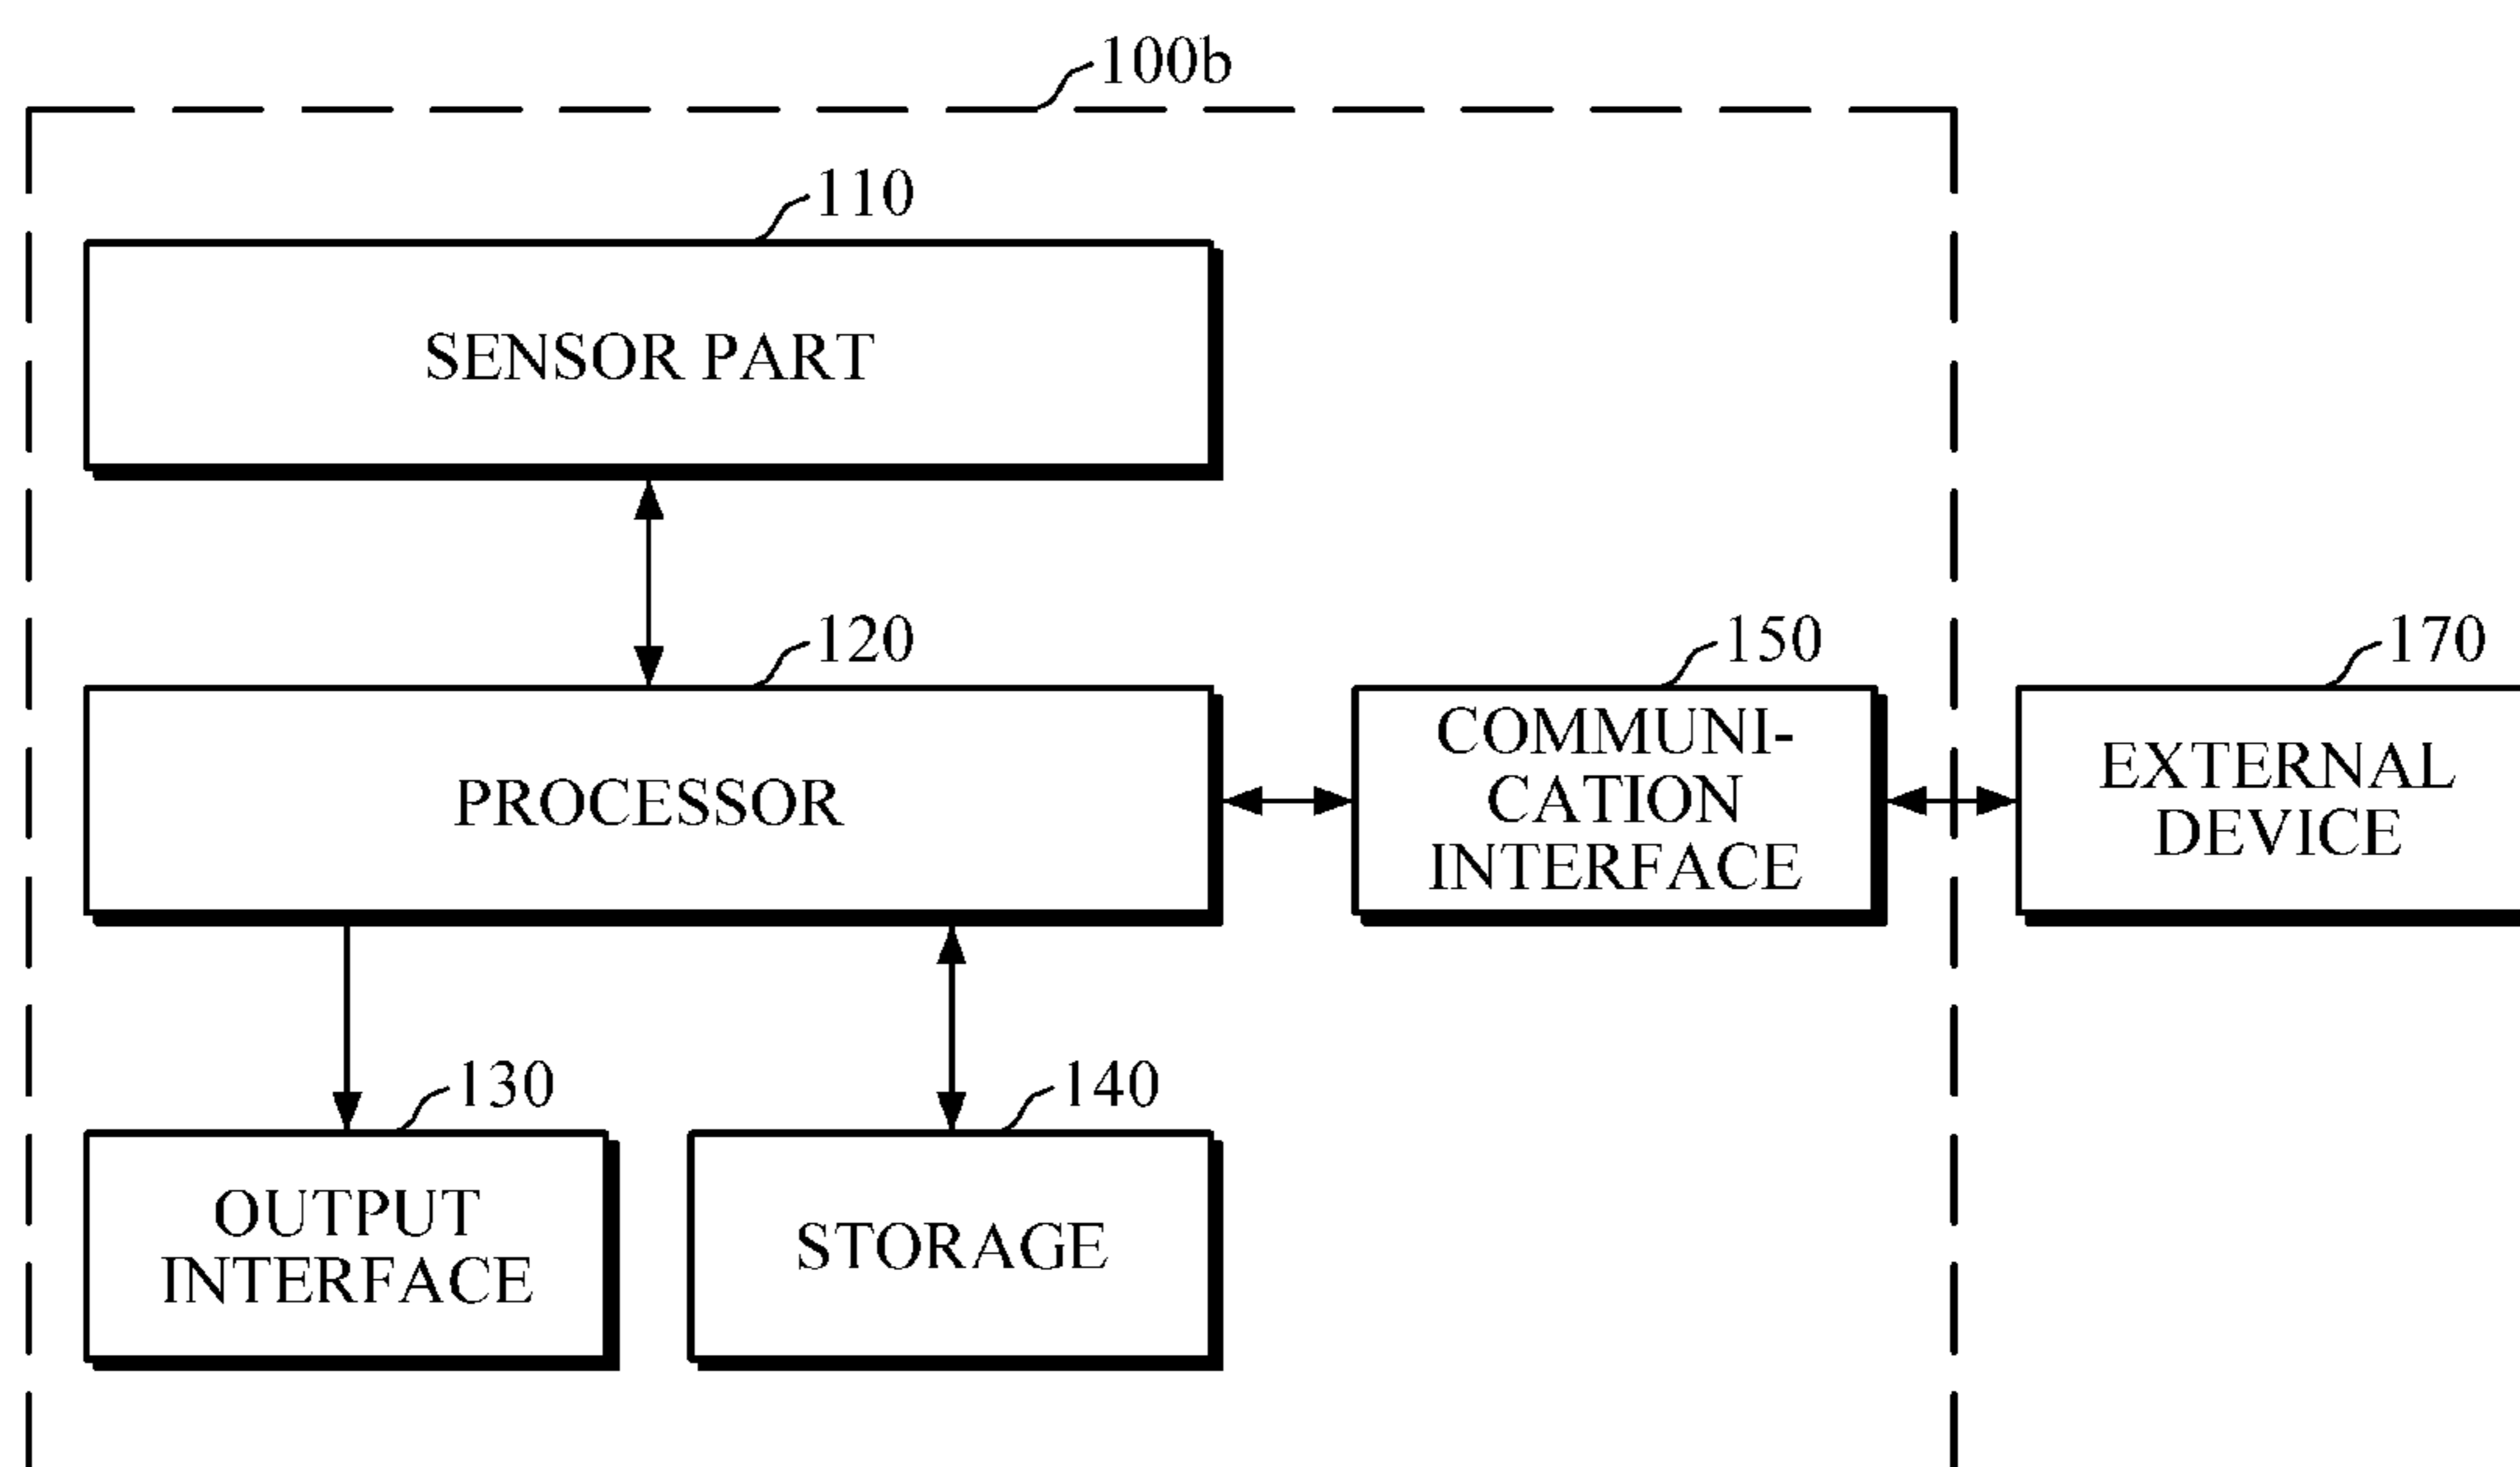 100b
110
SENSOR PART
120
PROCESSOR
150
COMMUNI-
CATION
INTERFACE
170
EXTERNAL
DEVICE
130
OUTPUT
INTERFACE
140
STORAGE